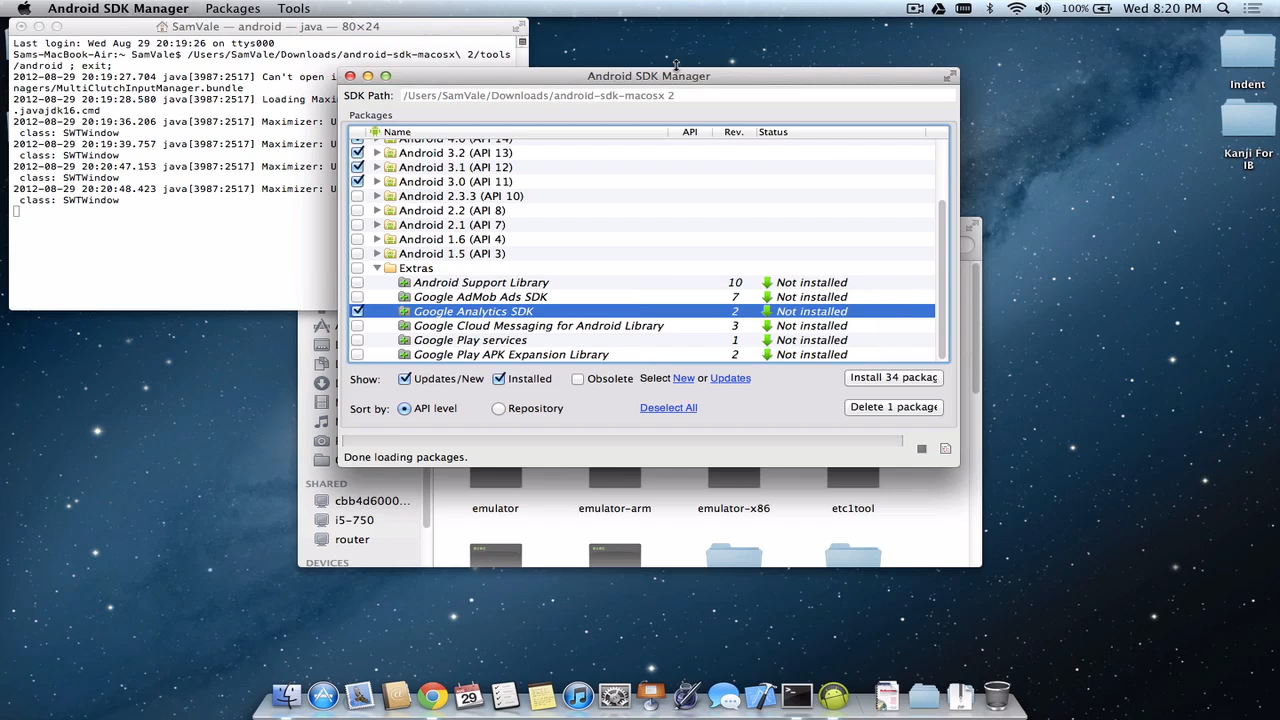 Android SDK Manager Packages Tools 100% Wed 8:20 PM
SamVale — android — java — 80×24
Last login: Wed Aug 29 20:19:26 on ttys000
Sams-MacBook-Air:~ SamVale$ /Users/SamVale/Downloads/android-sdk-macosx\ 2/tools
/android ; exit;
2012-08-29 20:19:27.704 java[3987:2517] Can't open i
nagers/MultiClutchInputManager.bundle
2012-08-29 20:19:28.580 java[3987:2517] Loading Maxi
.javajdk16.cmd
2012-08-29 20:19:36.206 java[3987:2517] Maximizer: U
class: SWTWindow
2012-08-29 20:19:39.757 java[3987:2517] Maximizer: U
class: SWTWindow
2012-08-29 20:20:47.153 java[3987:2517] Maximizer: U
class: SWTWindow
2012-08-29 20:20:48.423 java[3987:2517] Maximizer: U
class: SWTWindow
Android SDK Manager
SDK Path: /Users/SamVale/Downloads/android-sdk-macosx 2
Packages
Name API Rev. Status
Android 4.0 (API 14)
Android 3.2 (API 13)
Android 3.1 (API 12)
Android 3.0 (API 11)
Android 2.3.3 (API 10)
Android 2.2 (API 8)
Android 2.1 (API 7)
Android 1.6 (API 4)
Android 1.5 (API 3)
Extras
Android Support Library 10 Not installed
Google AdMob Ads SDK 7 Not installed
Google Analytics SDK 2 Not installed
Google Cloud Messaging for Android Library 3 Not installed
Google Play services 1 Not installed
Google Play APK Expansion Library 2 Not installed
Show: Updates/New Installed Obsolete Select New or Updates Install 34 packag
Sort by: API level Repository Deselect All Delete 1 package
Done loading packages.
SHARED
cbb4d6000...
i5-750
router
DEVICES
emulator emulator-arm emulator-x86 etc1tool
Indent
Kanji For
IB